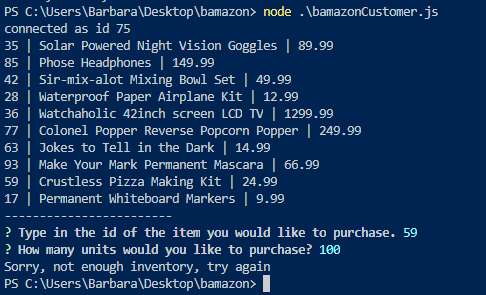 PS C:\Users\Barbara\Desktop\bamazon> node .\bamazonCustomer.js
connected as id 75
35 | Solar Powered Night Vision Goggles | 89.99
85 | Phose Headphones | 149.99
42 | Sir-mix-alot Mixing Bowl Set | 49.99
28 | Waterproof Paper Airplane Kit | 12.99
36 | Watchaholic 42inch screen LCD TV | 1299.99
77 | Colonel Popper Reverse Popcorn Popper | 249.99
63 | Jokes to Tell in the Dark | 14.99
93 | Make Your Mark Permanent Mascara | 66.99
59 | Crustless Pizza Making Kit | 24.99
17 | Permanent Whiteboard Markers | 9.99
------------------------
? Type in the id of the item you would like to purchase. 59
? How many units would you like to purchase? 100
Sorry, not enough inventory, try again
PS C:\Users\Barbara\Desktop\bamazon>